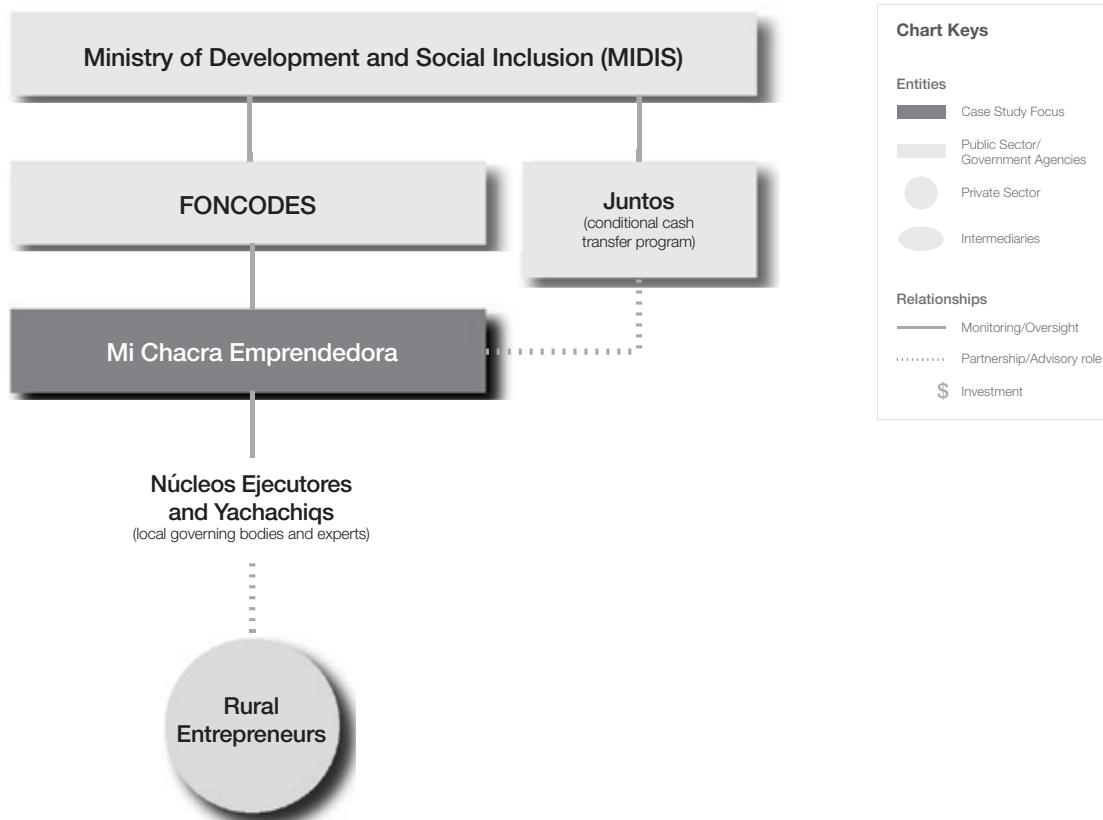 Ministry of Development and Social Inclusion (MIDIS)
FONCODES
Juntos
(conditional cash
transfer program)
Mi Chacra Emprendedora
Núcleos Ejecutores
and Yachachiqs
(local governing bodies and experts)
Rural
Entrepreneurs
Chart Keys
Entities
Case Study Focus
Public Sector/
Government Agencies
Private Sector
Intermediaries
Relationships
Monitoring/Oversight
Partnership/Advisory role
$ Investment